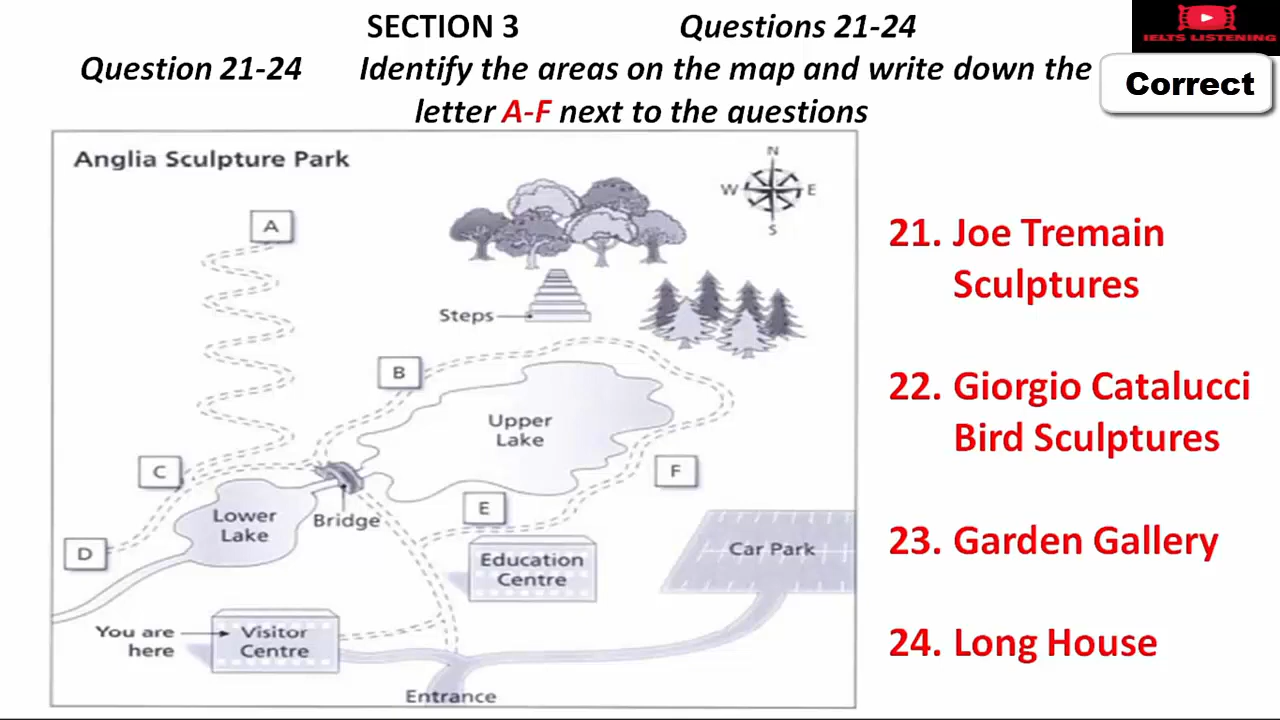 SECTION 3 Questions 21-24
IELTS LISTENING
Question 21-24 Identify the areas on the map and write down the
letter A-F next to the questions
Correct
Anglia Sculpture Park
N
W E
S
A
Steps
B
Upper
Lake
C
F
E
Lower
Lake
Bridge
D
Education
Centre
Car Park
You are
here
Visitor
Centre
Entrance
21. Joe Tremain
Sculptures
22. Giorgio Catalucci
Bird Sculptures
23. Garden Gallery
24. Long House